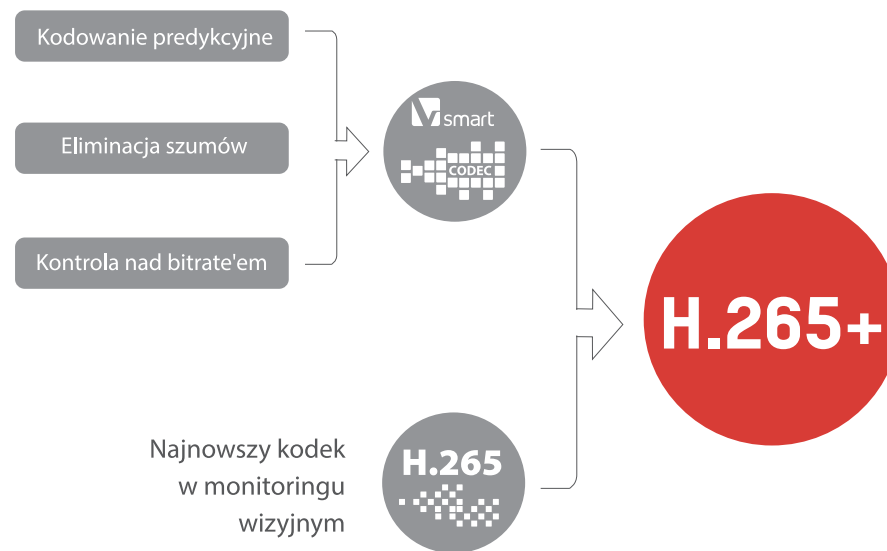 Kodowanie predykcyjne
Eliminacja szumów
Kontrola nad bitrate'em
smart
CODEC
H.265+
Najnowszy kodek
w monitoringu
wizyjnym
H.265